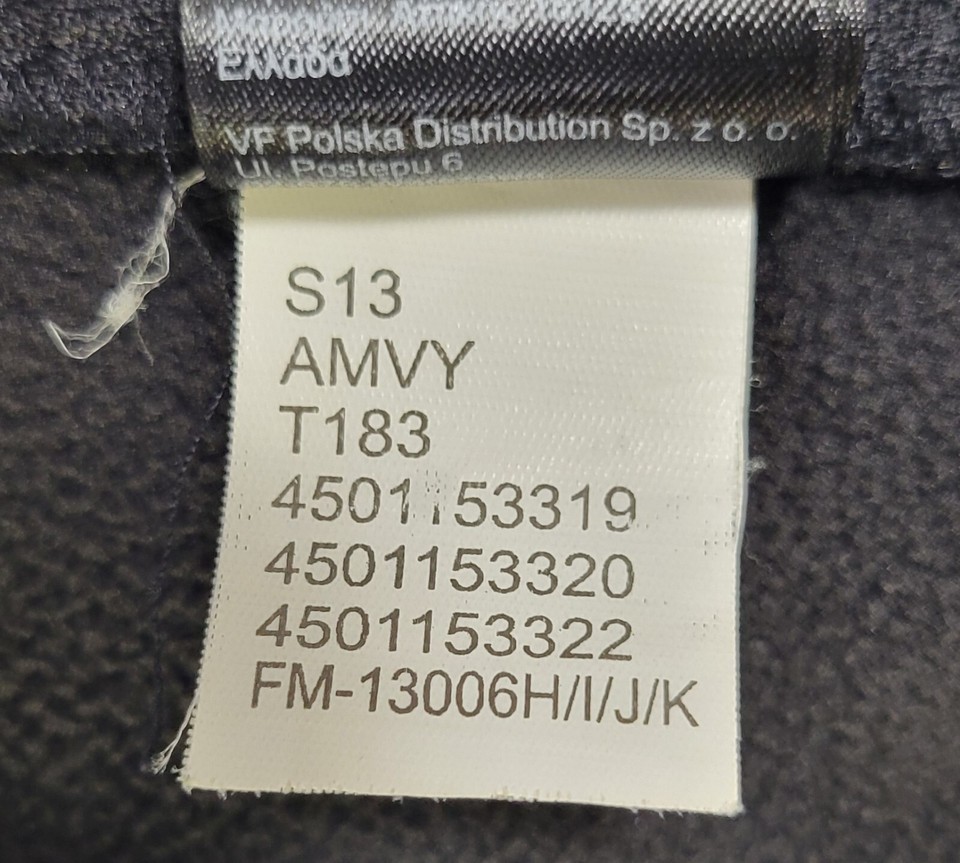 Ελλάδα
VF Polska Distribution Sp. z o. o.
Ul. Postepu 6
S13
AMVY
T183
4501153319
4501153320
4501153322
FM-13006H/I/J/K